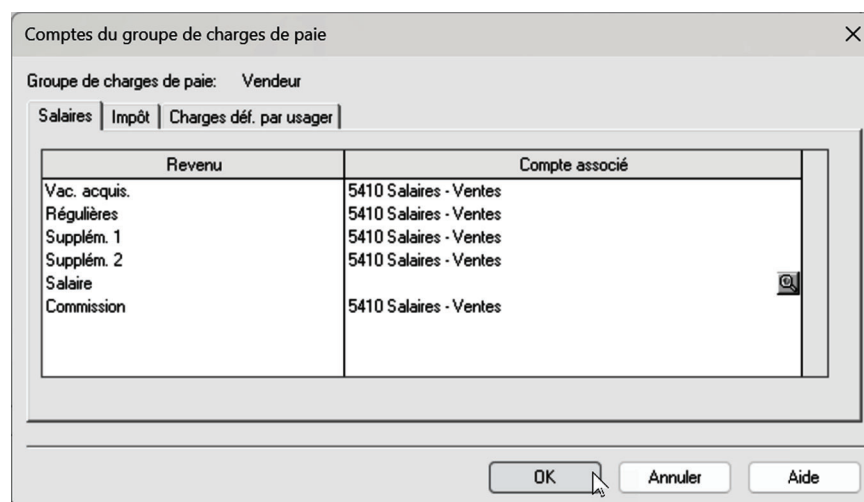 Comptes du groupe de charges de paie
Groupe de charges de paie: Vendeur
Salaires Impôt Charges déf. par usager
Revenu Compte associé
Vac. acquis. 5410 Salaires - Ventes
Régulières 5410 Salaires - Ventes
Supplém. 1 5410 Salaires - Ventes
Supplém. 2 5410 Salaires - Ventes
Salaire
Commission 5410 Salaires - Ventes
OK Annuler Aide